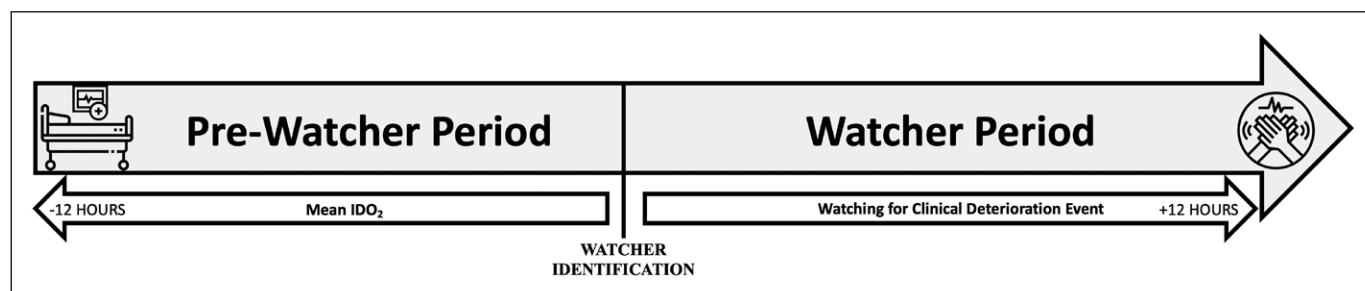 Pre-Watcher Period
Watcher Period
-12 HOURS
Mean IDO₂
Watching for Clinical Deterioration Event
+12 HOURS
WATCHER
IDENTIFICATION